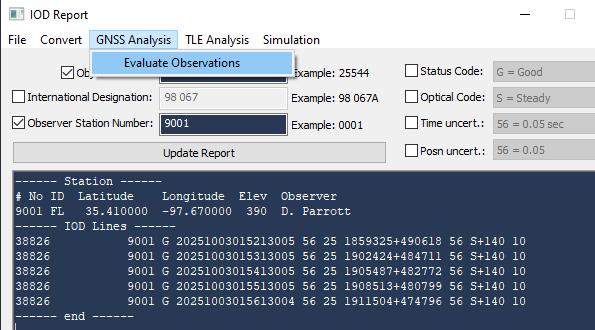 IOD Report
File Convert GNSS Analysis TLE Analysis Simulation
Evaluate Observations
Obj Example: 25544
International Designation: 98 067 Example: 98 067A
Observer Station Number: 9001 Example: 0001
Update Report
Status Code: G = Good
Optical Code: S = Steady
Time uncert.: 56 = 0.05 sec
Posn uncert.: 56 = 0.05
------ Station ------
# No ID Latitude Longitude Elev Observer
9001 FL 35.410000 -97.670000 390 D. Parrott
------ IOD Lines ------
38826 9001 G 20251003015213005 56 25 1859325+490618 56 S+140 10
38826 9001 G 20251003015313005 56 25 1902424+484711 56 S+140 10
38826 9001 G 20251003015413005 56 25 1905487+482772 56 S+140 10
38826 9001 G 20251003015513005 56 25 1908513+480799 56 S+140 10
38826 9001 G 20251003015613004 56 25 1911504+474796 56 S+140 10
------ end ------